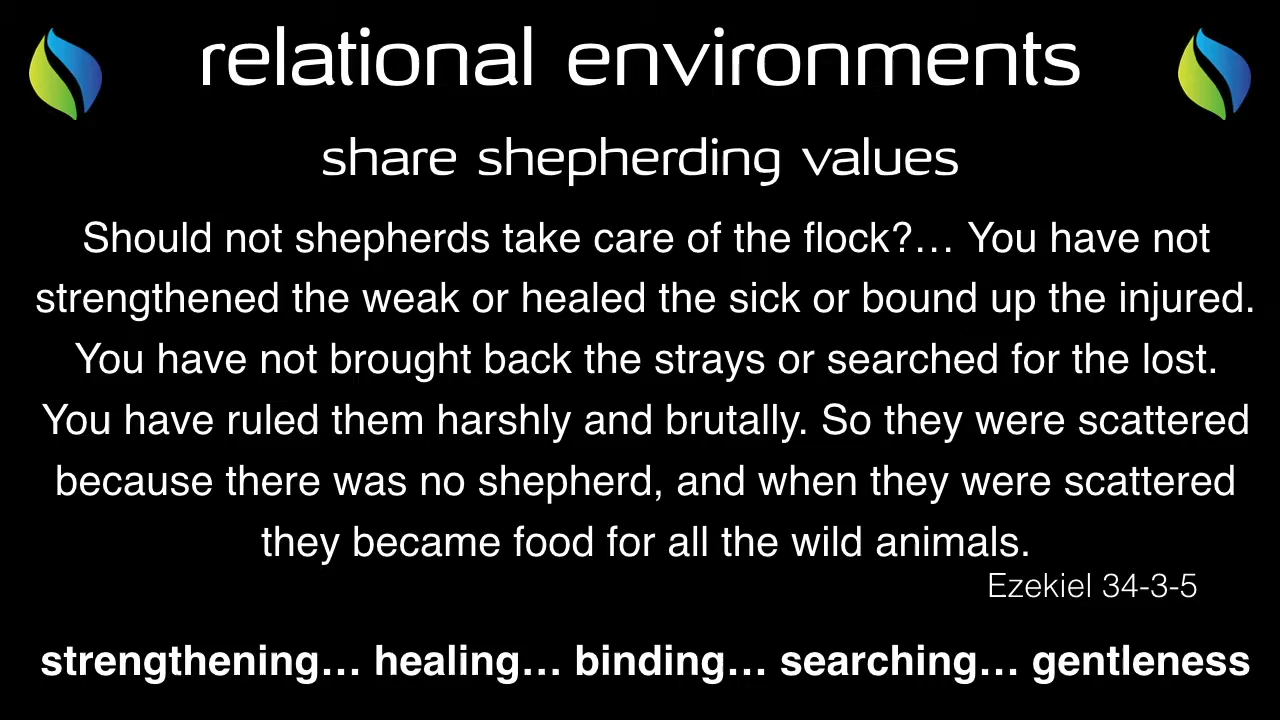 relational environments
share shepherding values
Should not shepherds take care of the flock?… You have not
strengthened the weak or healed the sick or bound up the injured.
You have not brought back the strays or searched for the lost.
You have ruled them harshly and brutally. So they were scattered
because there was no shepherd, and when they were scattered
they became food for all the wild animals.
Ezekiel 34-3-5
strengthening… healing… binding… searching… gentleness